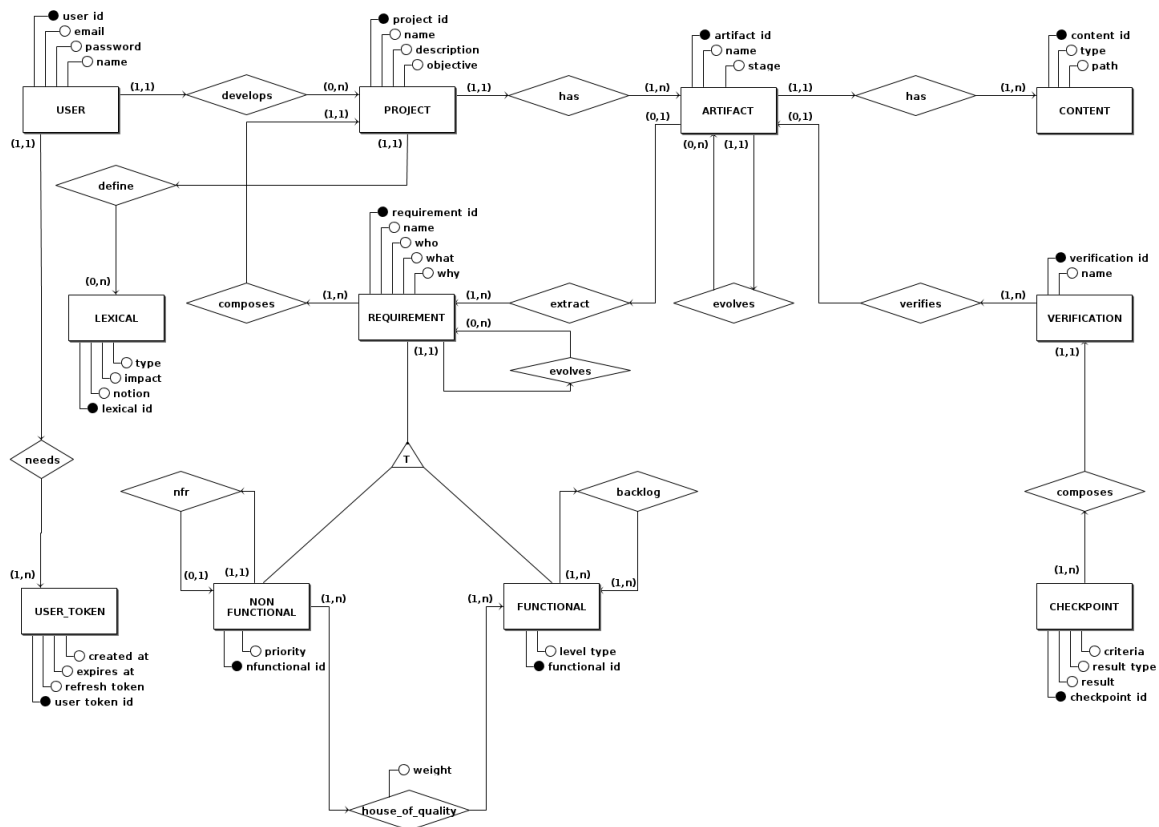 user id
email
password
name
USER
(1,1)
develops
(0,n)
project id
name
description
objective
PROJECT
(1,1)
has
(1,n)
artifact id
name
stage
ARTIFACT
(1,1)
has
(1,n)
content id
type
path
CONTENT
(1,1)
(1,1)
(1,1)
(0,1)
(0,n)
(1,1)
(0,1)
define
requirement id
name
who
what
why
REQUIREMENT
composes
(1,n)
(1,n)
extract
evolves
verifies
(1,n)
verification id
name
VERIFICATION
(0,n)
LEXICAL
type
impact
notion
lexical id
(0,n)
(1,1)
evolves
(1,1)
needs
T
nfr
backlog
composes
(1,n)
USER_TOKEN
created at
expires at
refresh token
user token id
(0,1)
(1,1)
NON
FUNCTIONAL
(1,n)
priority
nfunctional id
(1,n)
(1,n)
(1,n)
FUNCTIONAL
level type
functional id
(1,n)
CHECKPOINT
criteria
result type
result
checkpoint id
weight
house_of_quality